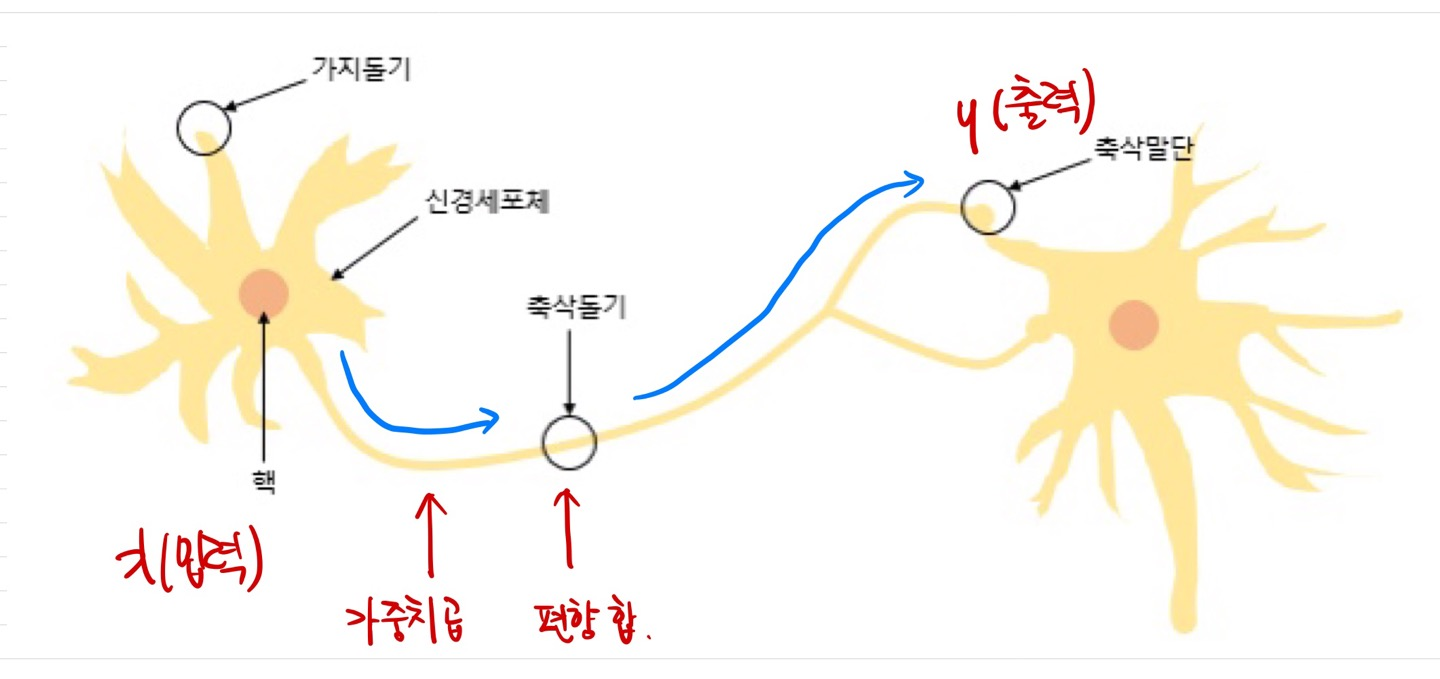 가지돌기
y (출력)
축삭말단
신경세포체
축삭돌기
핵
x(입력)
가중치곱
편향합.